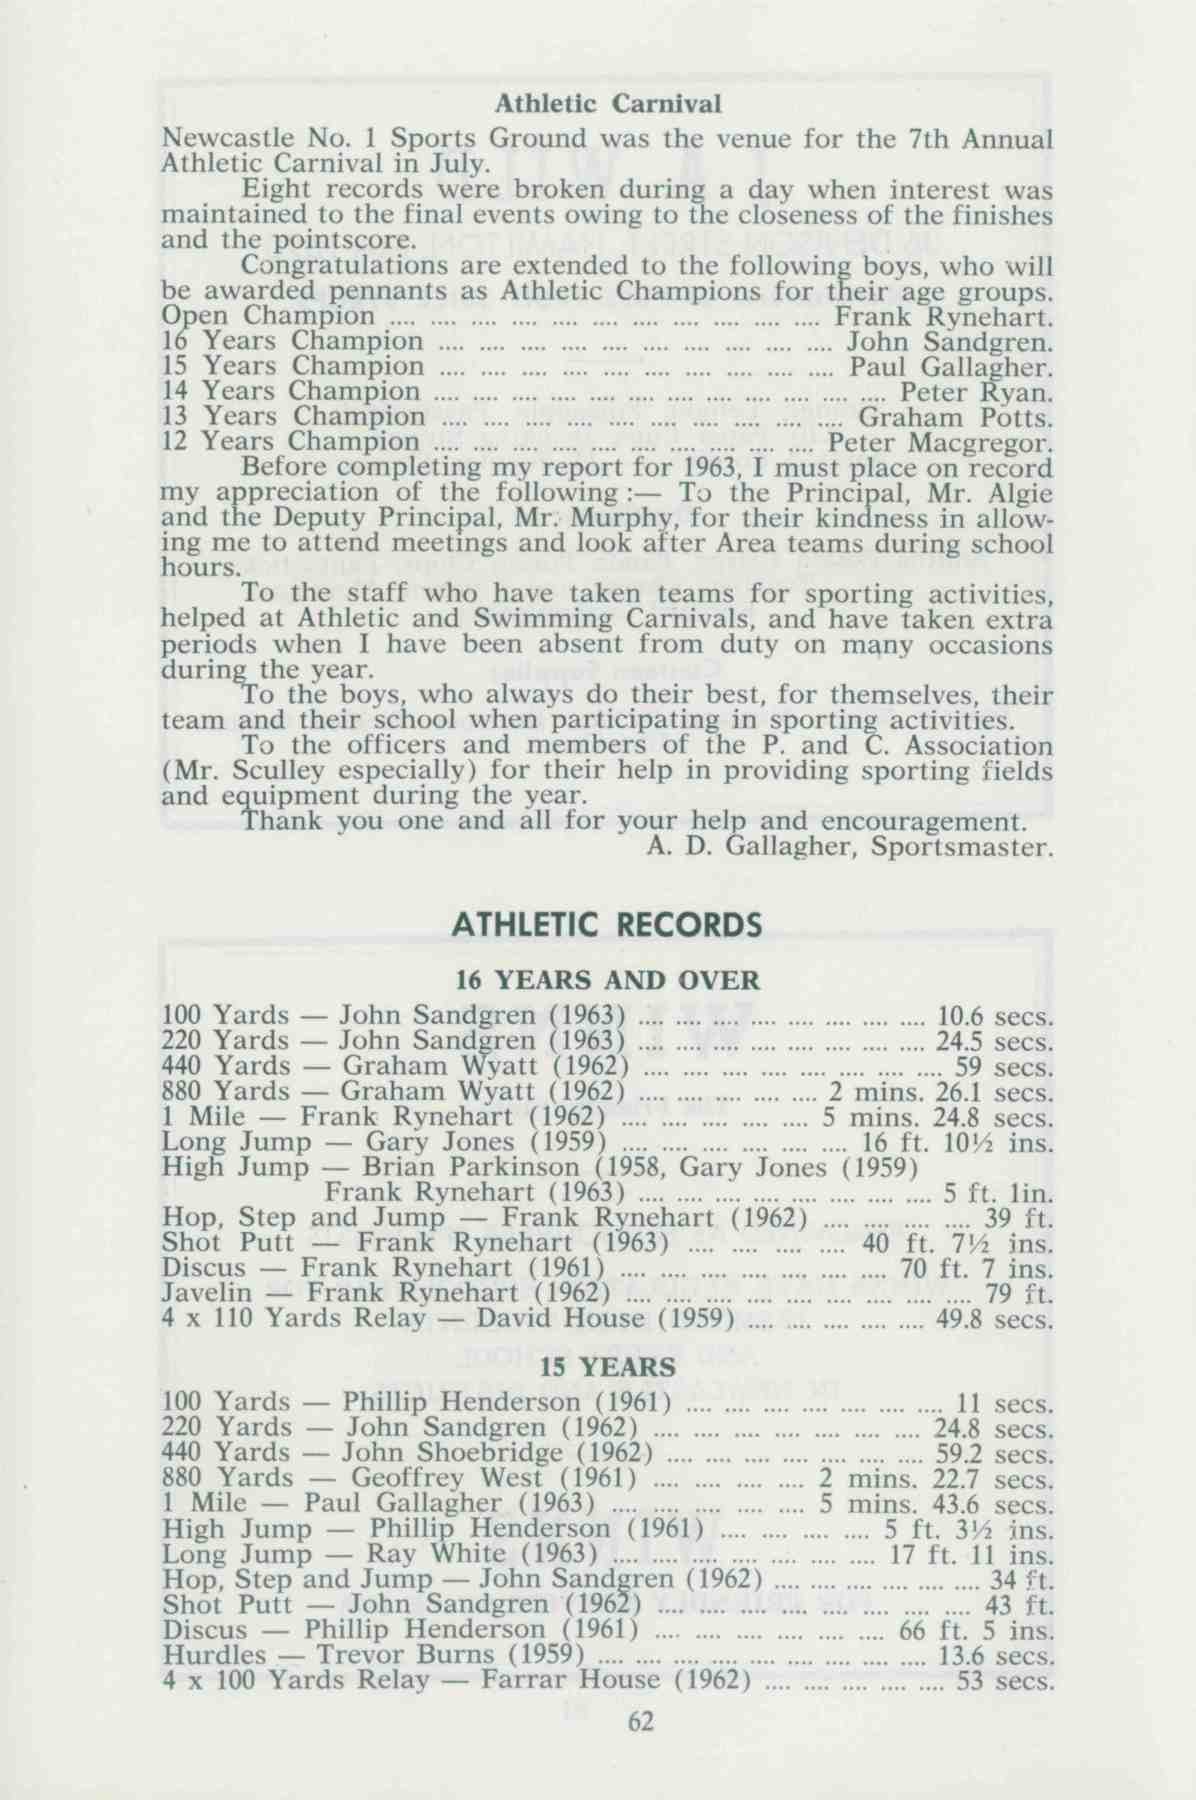 Athletic Carnival
Newcastle No. 1 Sports Ground was the venue for the 7th Annual
Athletic Carnival in July.
Eight records were broken during a day when interest was
maintained to the final events owing to the closeness of the finishes
and the pointscore.
Congratulations are extended to the following boys, who will
be awarded pennants as Athletic Champions for their age groups.
Open Champion .... .... .... .... .... .... .... .... .... .... .... Frank Rynehart.
16 Years Champion .... .... .... .... .... .... .... .... .... .... John Sandgren.
15 Years Champion .... .... .... .... .... .... .... .... .... .... Paul Gallagher.
14 Years Champion .... .... .... .... .... .... .... .... .... .... .... .... Peter Ryan.
13 Years Champion .... .... .... .... .... .... .... .... .... .... .... Graham Potts.
12 Years Champion .... .... .... .... .... .... .... .... .... .... Peter Macgregor.
Before completing my report for 1963, I must place on record
my appreciation of the following :— To the Principal, Mr. Algie
and the Deputy Principal, Mr. Murphy, for their kindness in allow-
ing me to attend meetings and look after Area teams during school
hours.
To the staff who have taken teams for sporting activities,
helped at Athletic and Swimming Carnivals, and have taken extra
periods when I have been absent from duty on many occasions
during the year.
To the boys, who always do their best, for themselves, their
team and their school when participating in sporting activities.
To the officers and members of the P. and C. Association
(Mr. Sculley especially) for their help in providing sporting fields
and equipment during the year.
Thank you one and all for your help and encouragement.
A. D. Gallagher, Sportsmaster.
ATHLETIC RECORDS
16 YEARS AND OVER
100 Yards — John Sandgren (1963) .... .... .... .... .... .... .... .... 10.6 secs.
220 Yards — John Sandgren (1963) .... .... .... .... .... .... .... .... 24.5 secs.
440 Yards — Graham Wyatt (1962) .... .... .... .... .... .... .... .... 59 secs.
880 Yards — Graham Wyatt (1962) .... .... .... .... .... 2 mins. 26.1 secs.
1 Mile — Frank Rynehart (1962) .... .... .... .... .... 5 mins. 24.8 secs.
Long Jump — Gary Jones (1959) .... .... .... .... .... .... 16 ft. 10½ ins.
High Jump — Brian Parkinson (1958, Gary Jones (1959)
Frank Rynehart (1963) .... .... .... .... .... .... .... .... 5 ft. 1in.
Hop, Step and Jump — Frank Rynehart (1962) .... .... .... .... 39 ft.
Shot Putt — Frank Rynehart (1963) .... .... .... .... 40 ft. 7½ ins.
Discus — Frank Rynehart (1961) .... .... .... .... .... .... .... 70 ft. 7 ins.
Javelin — Frank Rynehart (1962) .... .... .... .... .... .... .... .... .... 79 ft.
4 x 110 Yards Relay — David House (1959) .... .... .... .... .... 49.8 secs.
15 YEARS
100 Yards — Phillip Henderson (1961) .... .... .... .... .... .... .... 11 secs.
220 Yards — John Sandgren (1962) .... .... .... .... .... .... .... 24.8 secs.
440 Yards — John Shoebridge (1962) .... .... .... .... .... .... .... 59.2 secs.
880 Yards — Geoffrey West (1961) .... .... .... .... 2 mins. 22.7 secs.
1 Mile — Paul Gallagher (1963) .... .... .... .... .... 5 mins. 43.6 secs.
High Jump — Phillip Henderson (1961) .... .... .... .... 5 ft. 3½ ins.
Long Jump — Ray White (1963) .... .... .... .... .... .... .... 17 ft. 11 ins.
Hop, Step and Jump — John Sandgren (1962) .... .... .... .... .... .... 34 ft.
Shot Putt — John Sandgren (1962) .... .... .... .... .... .... .... .... 43 ft.
Discus — Phillip Henderson (1961) .... .... .... .... .... .... 66 ft. 5 ins.
Hurdles — Trevor Burns (1959) .... .... .... .... .... .... .... .... .... 13.6 secs.
4 x 100 Yards Relay — Farrar House (1962) .... .... .... .... .... 53 secs.
62